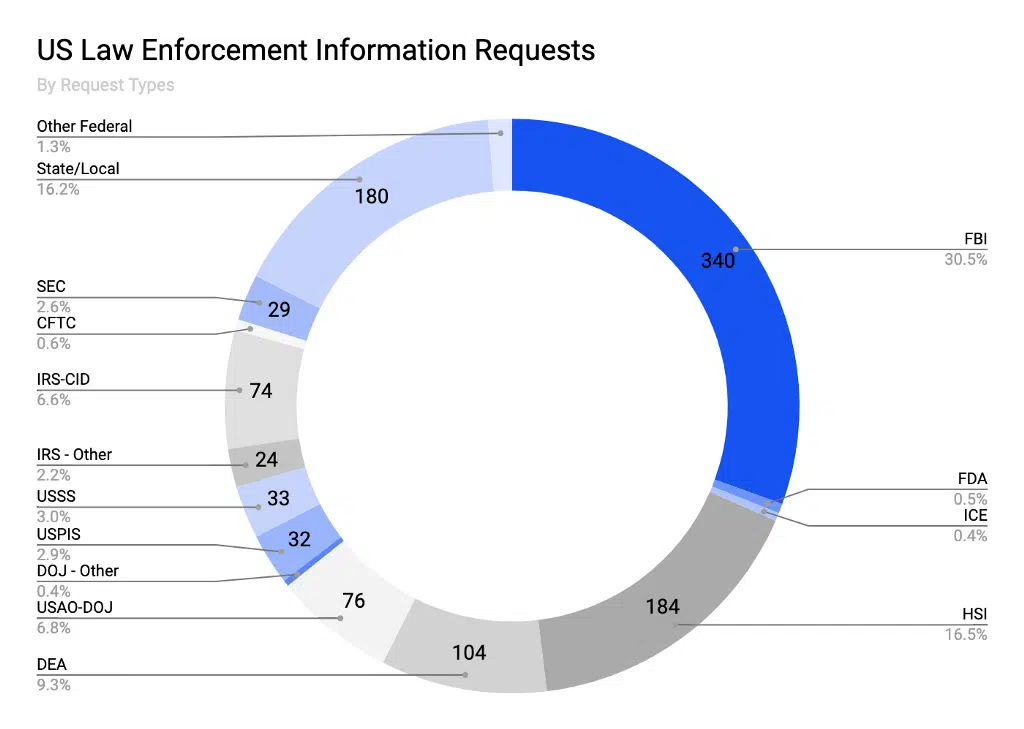 US Law Enforcement Information Requests
By Request Types
Other Federal
1.3%
State/Local
16.2%
180
FBI
30.5%
340
SEC
2.6%
29
CFTC
0.6%
IRS-CID
6.6%
74
IRS - Other
2.2%
24
FDA
0.5%
USSS
3.0%
33
ICE
0.4%
USPIS
2.9%
32
DOJ - Other
0.4%
USAO-DOJ
6.8%
76
HSI
16.5%
184
DEA
9.3%
104